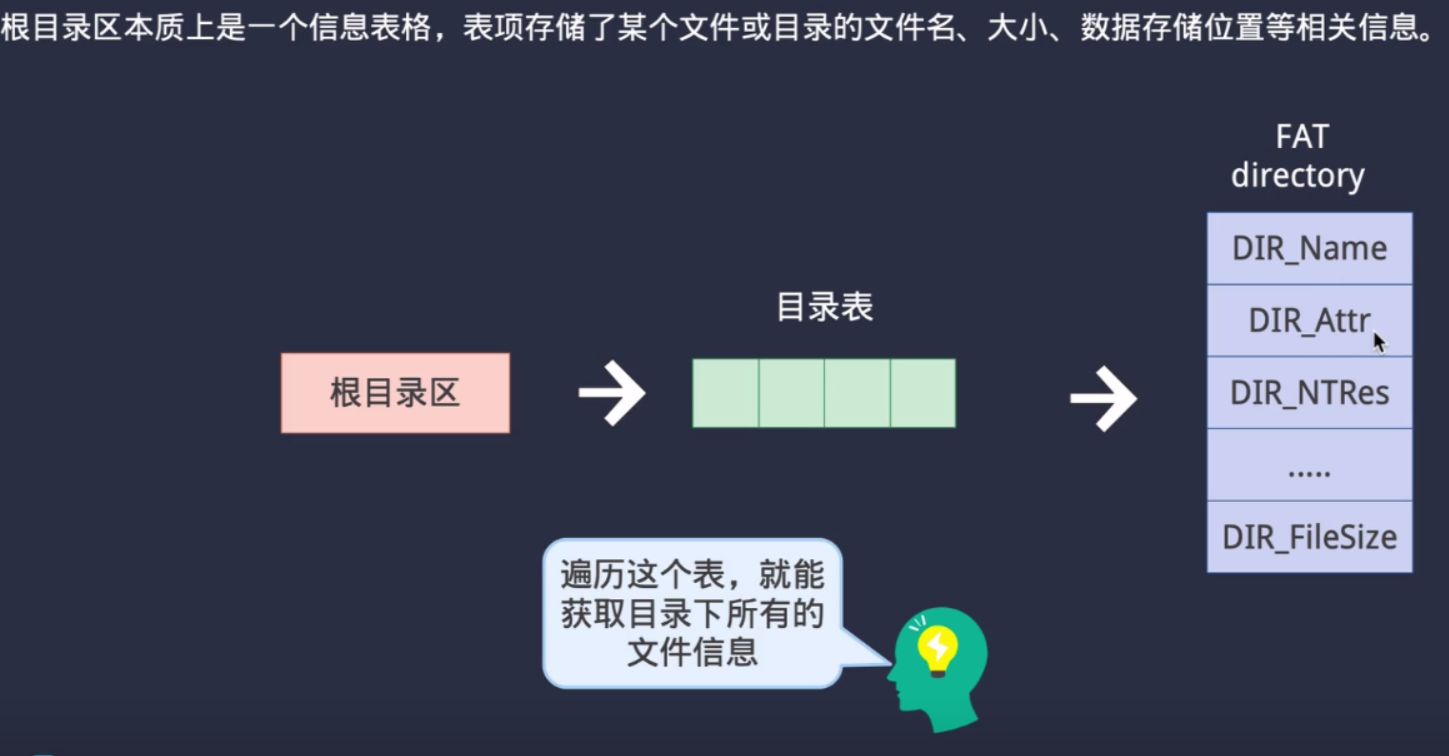 根目录区本质上是一个信息表格，表项存储了某个文件或目录的文件名、大小、数据存储位置等相关信息。
FAT
directory
DIR_Name
DIR_Attr
DIR_NTRes
.....
DIR_FileSize
目录表
根目录区
遍历这个表，就能
获取目录下所有的
文件信息